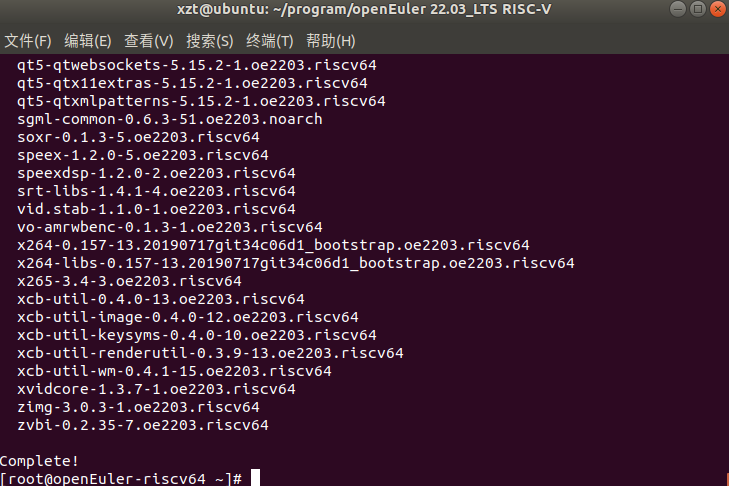 xzt@ubuntu: ~/program/openEuler 22.03_LTS RISC-V
文件(F) 编辑(E) 查看(V) 搜索(S) 终端(T) 帮助(H)
qt5-qtwebsockets-5.15.2-1.oe2203.riscv64
qt5-qtx11extras-5.15.2-1.oe2203.riscv64
qt5-qtxmlpatterns-5.15.2-1.oe2203.riscv64
sgml-common-0.6.3-51.oe2203.noarch
soxr-0.1.3-5.oe2203.riscv64
speex-1.2.0-5.oe2203.riscv64
speexdsp-1.2.0-2.oe2203.riscv64
srt-libs-1.4.1-4.oe2203.riscv64
vid.stab-1.1.0-1.oe2203.riscv64
vo-amrwbenc-0.1.3-1.oe2203.riscv64
x264-0.157-13.20190717git34c06d1_bootstrap.oe2203.riscv64
x264-libs-0.157-13.20190717git34c06d1_bootstrap.oe2203.riscv64
x265-3.4-3.oe2203.riscv64
xcb-util-0.4.0-13.oe2203.riscv64
xcb-util-image-0.4.0-12.oe2203.riscv64
xcb-util-keysyms-0.4.0-10.oe2203.riscv64
xcb-util-renderutil-0.3.9-13.oe2203.riscv64
xcb-util-wm-0.4.1-15.oe2203.riscv64
xvidcore-1.3.7-1.oe2203.riscv64
zimg-3.0.3-1.oe2203.riscv64
zvbi-0.2.35-7.oe2203.riscv64
Complete!
[root@openEuler-riscv64 ~]#